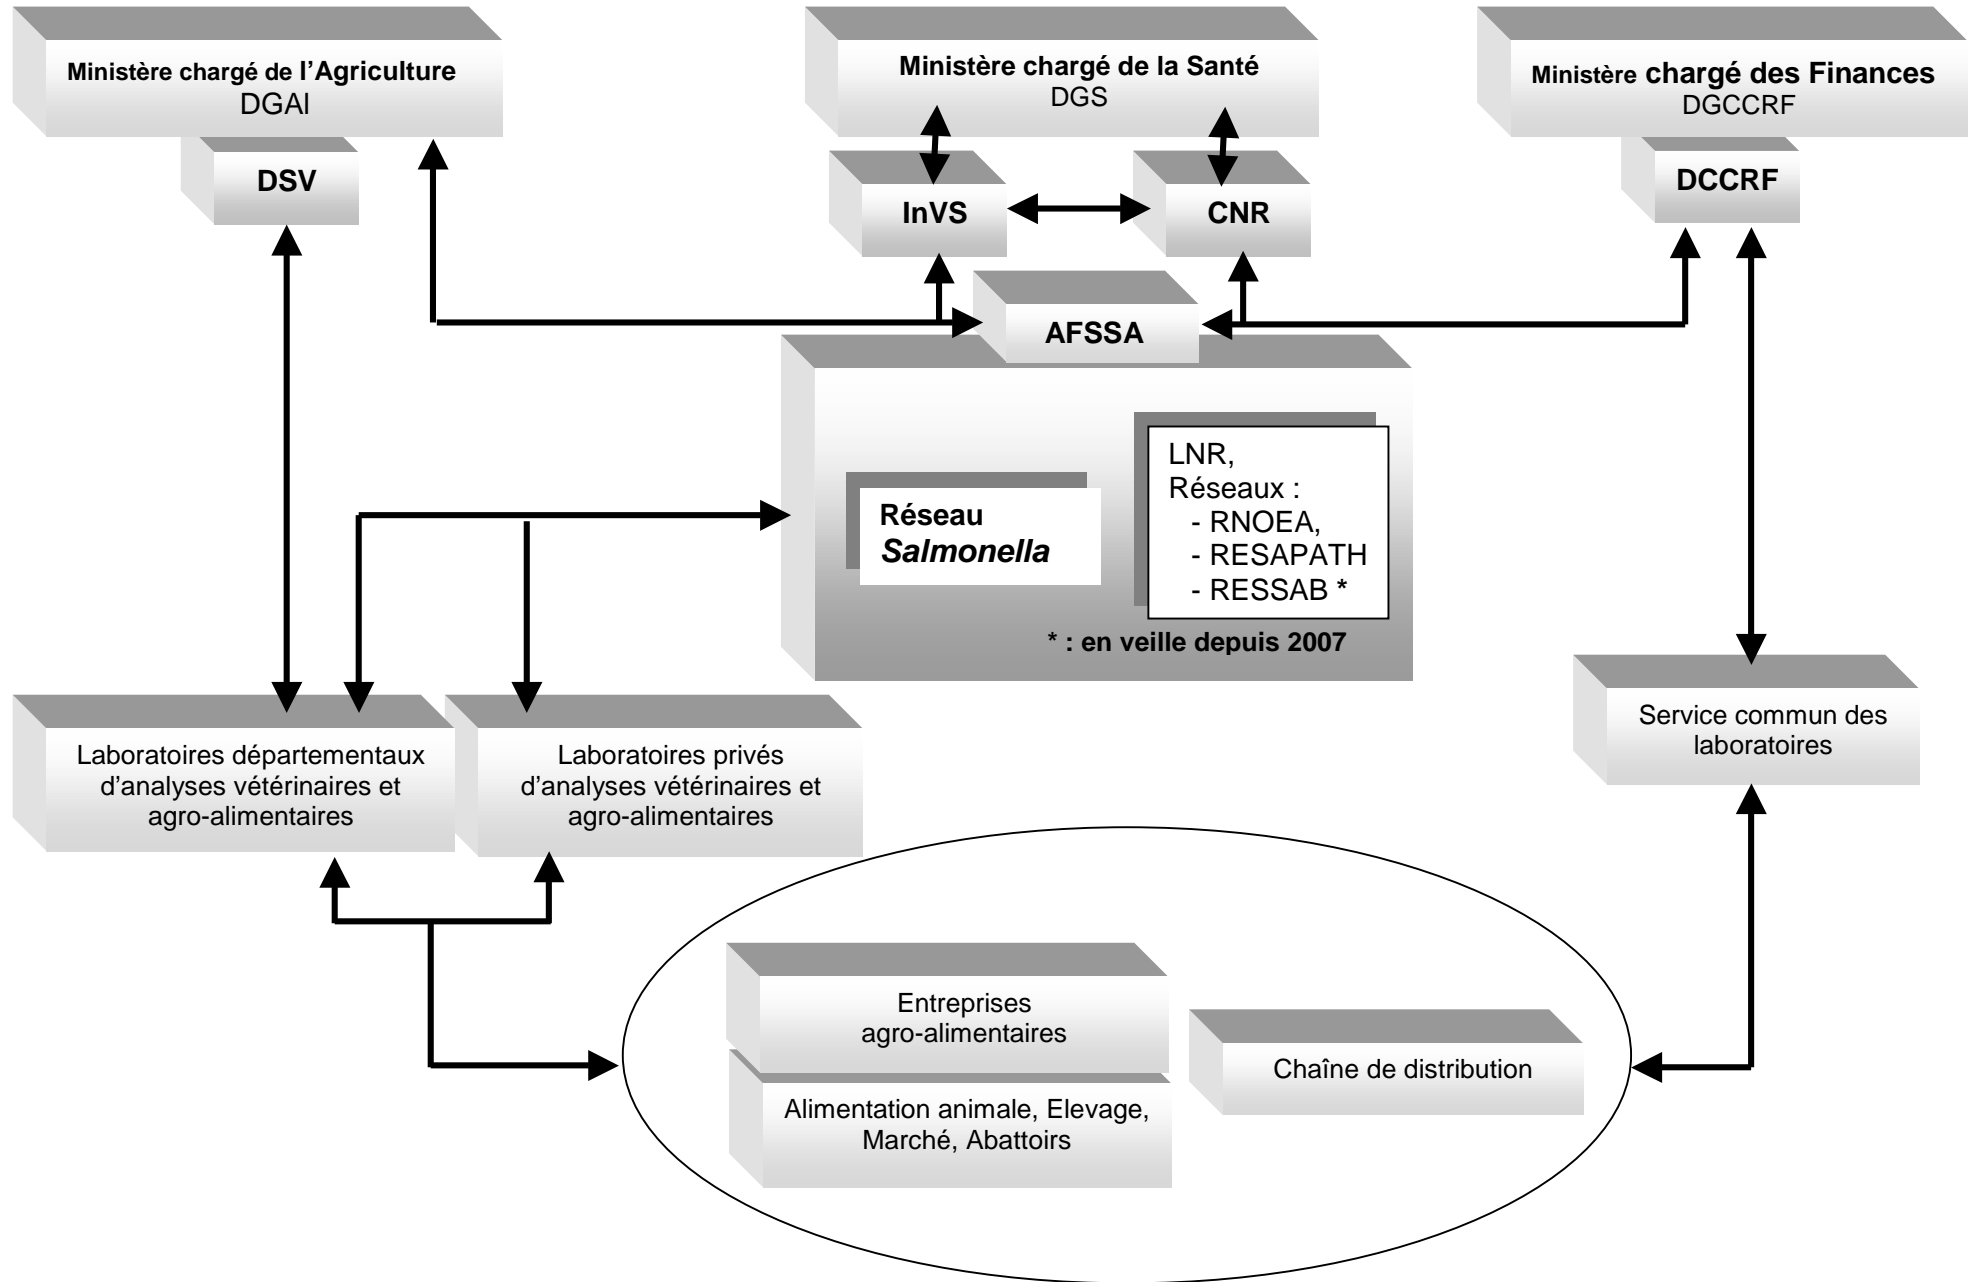 Ministère chargé de l'Agriculture
DGAl
Ministère chargé de la Santé
DGS
Ministère chargé des Finances
DGCCRF
DSV
InVS
CNR
DCCRF
AFSSA
Réseau
Salmonella
LNR,
Réseaux :
- RNOEA,
- RESAPATH
- RESSAB *
* : en veille depuis 2007
Laboratoires départementaux
d'analyses vétérinaires et
agro-alimentaires
Laboratoires privés
d'analyses vétérinaires et
agro-alimentaires
Service commun des
laboratoires
Entreprises
agro-alimentaires
Chaîne de distribution
Alimentation animale, Elevage,
Marché, Abattoirs